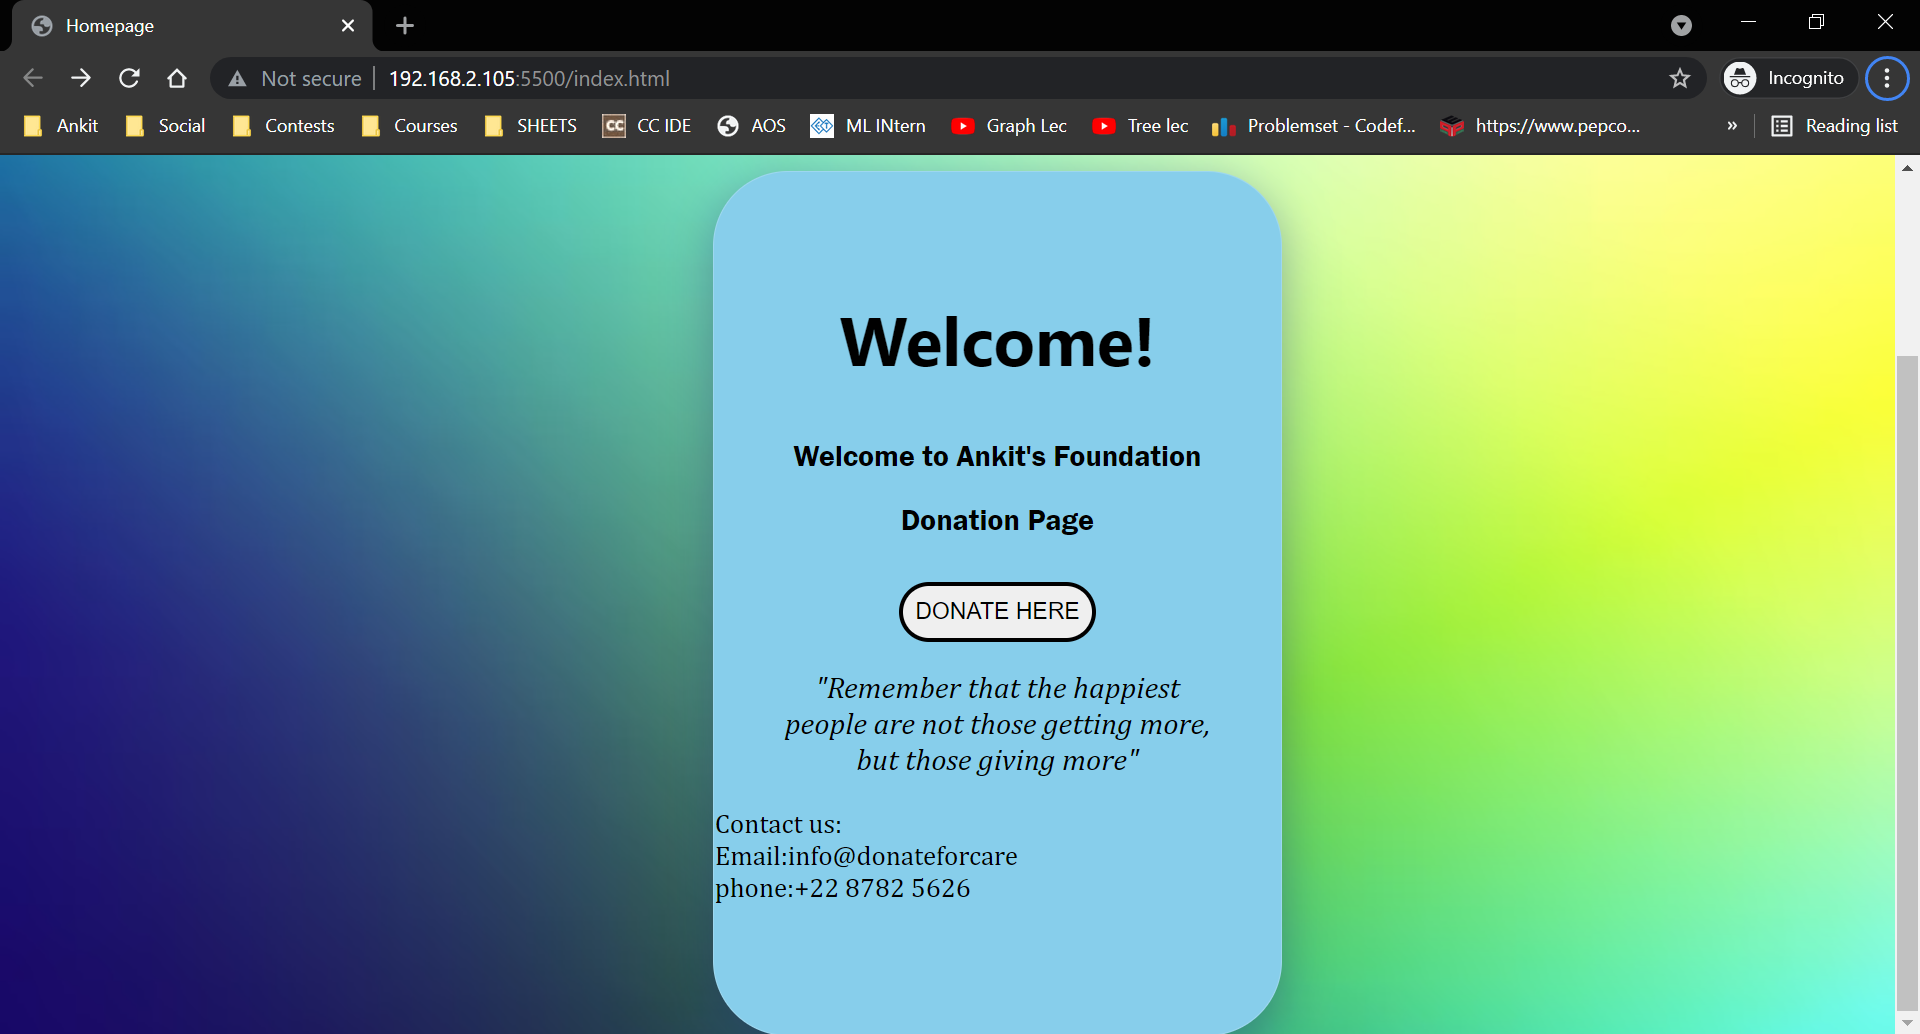 Homepage
Not secure 192.168.2.105:5500/index.html Incognito
Ankit Social Contests Courses SHEETS CC CC IDE AOS ML INtern Graph Lec Tree lec Problemset - Codef... https://www.pepco... » Reading list
Welcome!
Welcome to Ankit's Foundation
Donation Page
DONATE HERE
"Remember that the happiest
people are not those getting more,
but those giving more"
Contact us:
Email:info@donateforcare
phone:+22 8782 5626